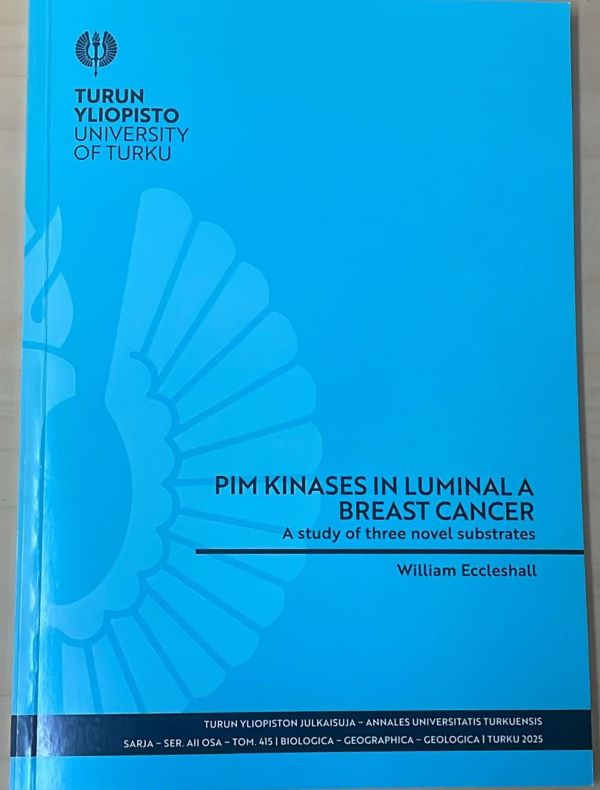 TURUN
YLIOPISTO
UNIVERSITY
OF TURKU
PIM KINASES IN LUMINAL A
BREAST CANCER
A study of three novel substrates
William Eccleshall
TURUN YLIOPISTON JULKAISUJA – ANNALES UNIVERSITATIS TURKUENSIS
SARJA – SER. AII OSA – TOM. 415 | BIOLOGICA – GEOGRAPHICA – GEOLOGICA | TURKU 2025